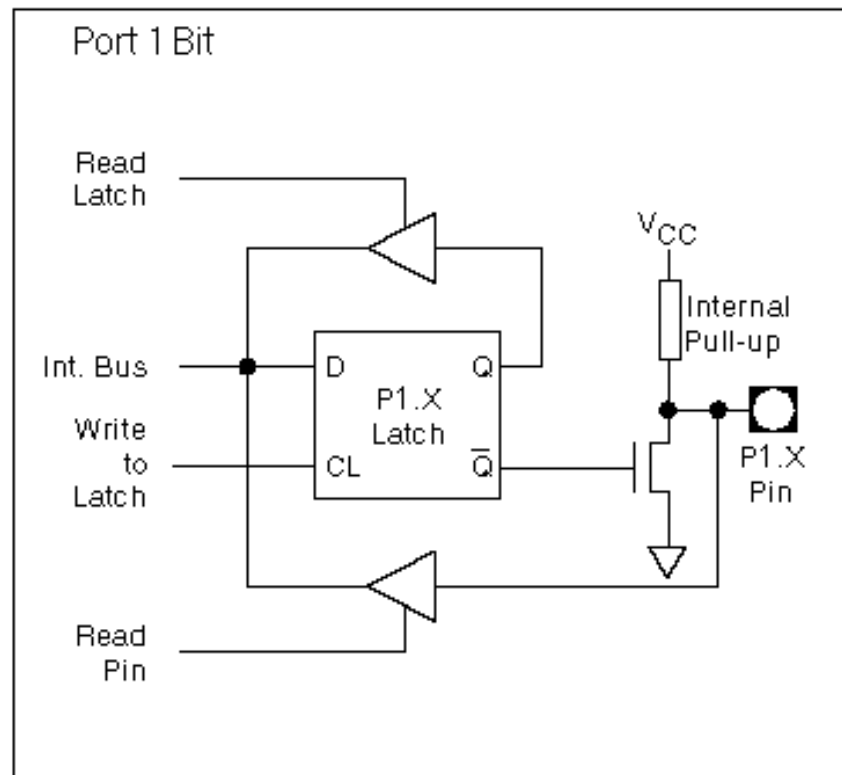 Port 1 Bit
Read
Latch
V_CC
Internal
Pull-up
Int. Bus
D
Q
P1.X
Latch
Write
to
Latch
CL
Q̅
P1.X
Pin
Read
Pin